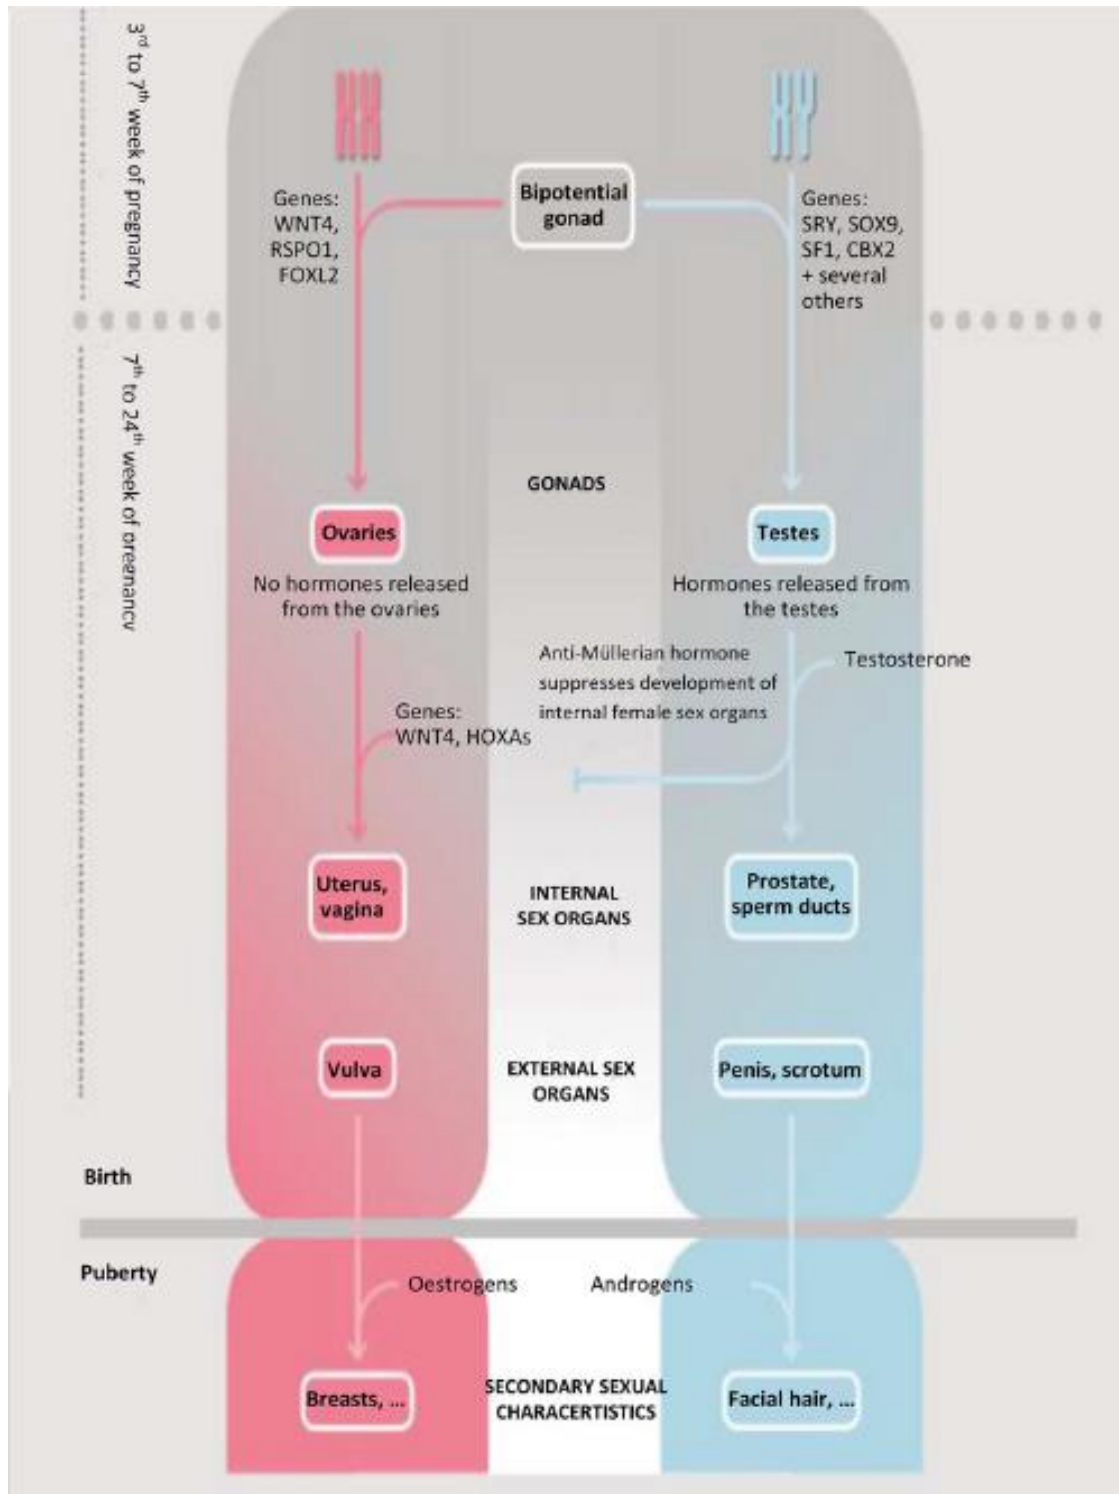 3rd to 7th week of pregnancy
Bipotential
gonad
Genes:
WNT4,
RSPO1,
FOXL2
Genes:
SRY, SOX9,
SF1, CBX2
+ several
others
7th to 24th week of pregnancy
GONADS
Ovaries
Testes
No hormones released
from the ovaries
Hormones released from
the testes
Anti-Müllerian hormone
suppresses development of
internal female sex organs
Testosterone
Genes:
WNT4, HOXAs
Uterus,
vagina
INTERNAL
SEX ORGANS
Prostate,
sperm ducts
Vulva
EXTERNAL SEX
ORGANS
Penis, scrotum
Birth
Puberty
Oestrogens
Androgens
Breasts, ...
SECONDARY SEXUAL
CHARACERTISTICS
Facial hair, ...